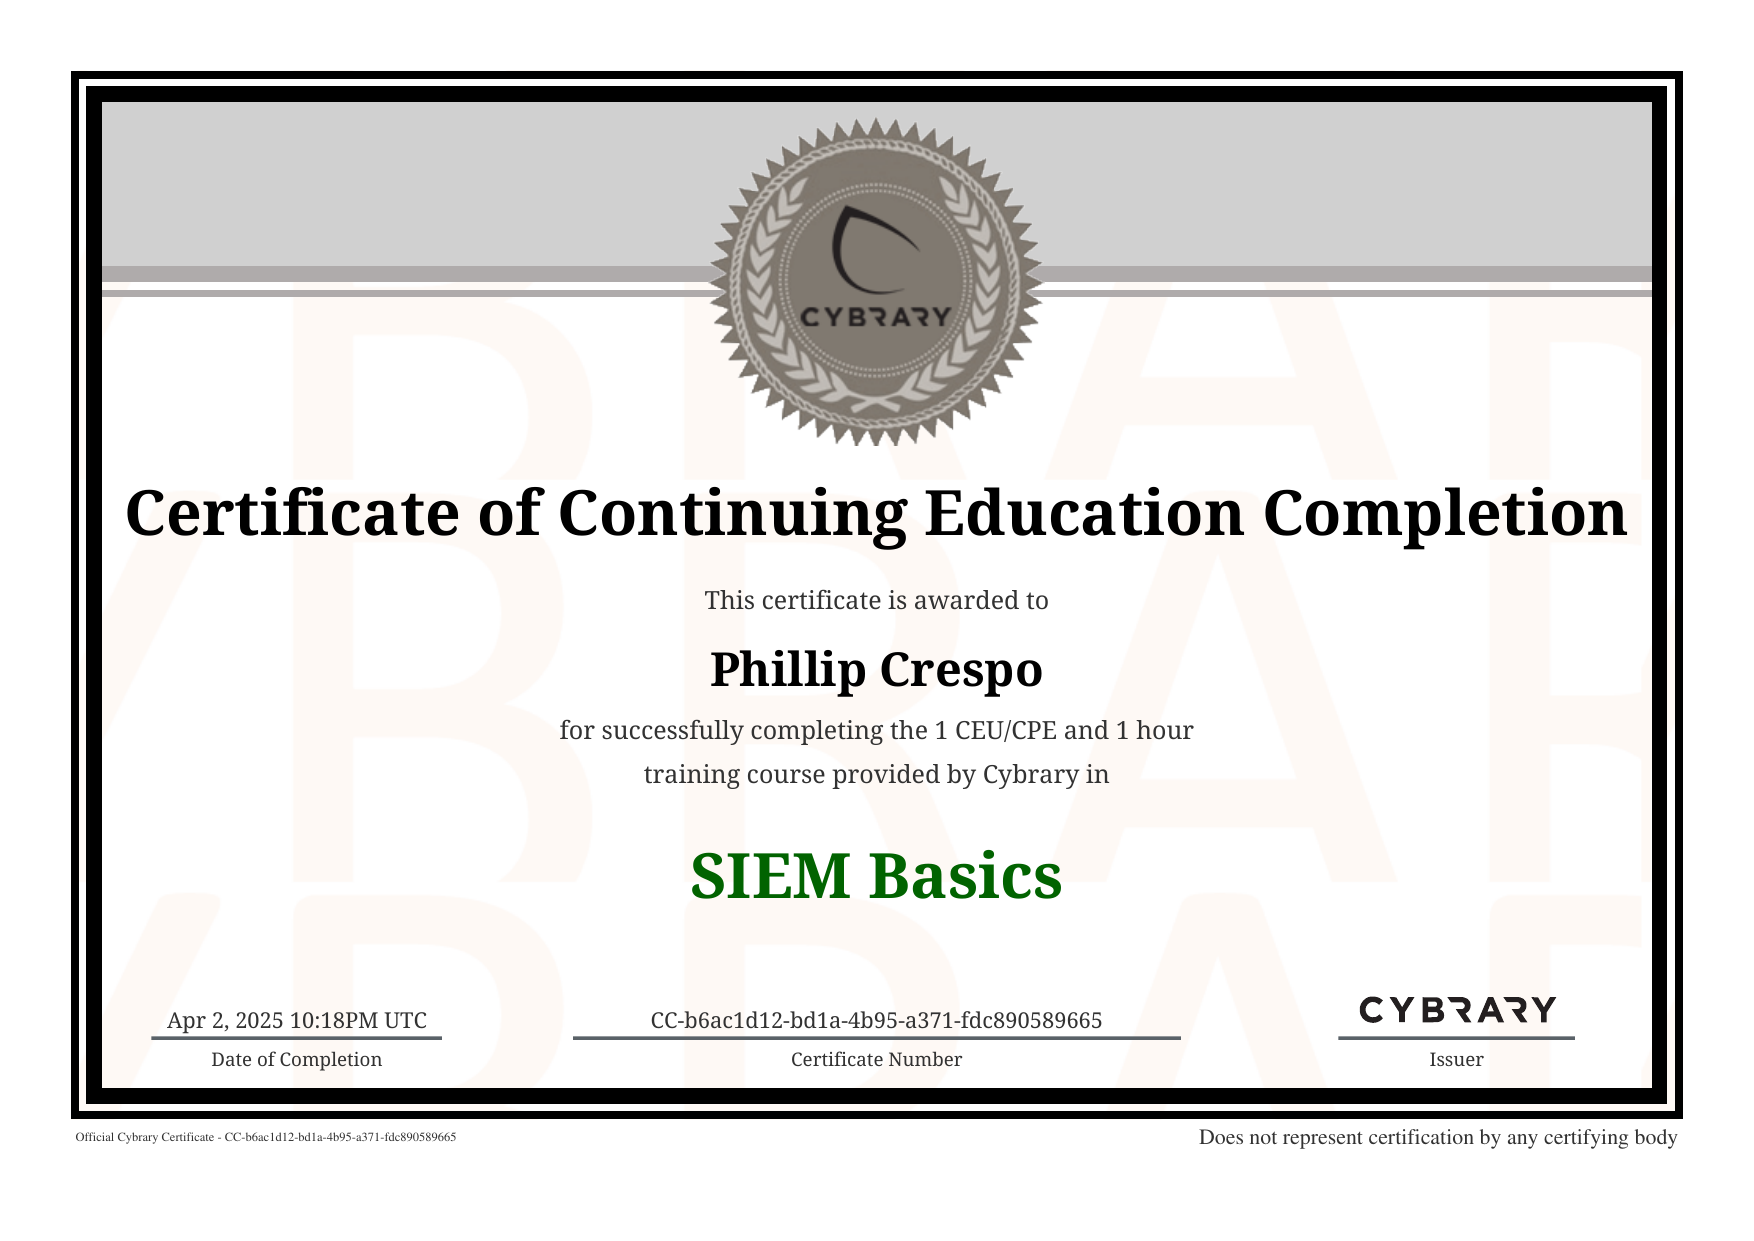 CYBRARY
Certificate of Continuing Education Completion
This certificate is awarded to
Phillip Crespo
for successfully completing the 1 CEU/CPE and 1 hour
training course provided by Cybrary in
SIEM Basics
Apr 2, 2025 10:18PM UTC
Date of Completion
CC-b6ac1d12-bd1a-4b95-a371-fdc890589665
Certificate Number
CYBRARY
Issuer
Official Cybrary Certificate - CC-b6ac1d12-bd1a-4b95-a371-fdc890589665
Does not represent certification by any certifying body